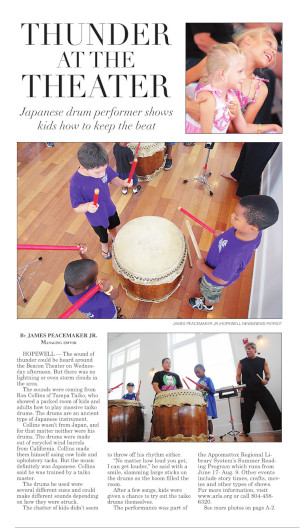 THUNDER
AT THE
THEATER
Japanese drum performer shows
kids how to keep the beat
JAMES PEACEMAKER JR./HOPEWELL NEWS/NEWS-PATRIOT
BY JAMES PEACEMAKER JR.
MANAGING EDITOR
HOPEWELL — The sound of
thunder could be heard around
the Beacon Theater on Wednes-
day afternoon. But there was no
lightning or even storm clouds in
the area.
The sounds were coming from
Ron Collins of Tampa Taiko, who
showed a packed room of kids and
adults how to play massive taiko
drums. The drums are an ancient
type of Japanese instrument.
Collins wasn't from Japan, and
for that matter neither were his
drums. The drums were made
out of recycled wind barrels
from California. Collins made
them himself using cow hide and
upholstery tacks. But the music
definitely was Japanese. Collins
said he was trained by a taiko
master.
The drums he used were
several different sizes and could
make different sounds depending
on how they were struck.
The chatter of kids didn't seem
to throw off his rhythm either.
"No matter how loud you get,
I can get louder," he said with a
smile, slamming large sticks on
the drums as the boom filled the
room.
After a few songs, kids were
given a chance to try the taiko
drums themselves.
The performance was part of
the Appomattox Regional Li-
brary System's Summer Read-
ing Program which runs from
June 17- Aug. 9. Other events
include story times, crafts, mov-
ies and other types of shows.
For more information, visit
www.arls.org or call 804-458-
6329.
See more photos on page A-2.